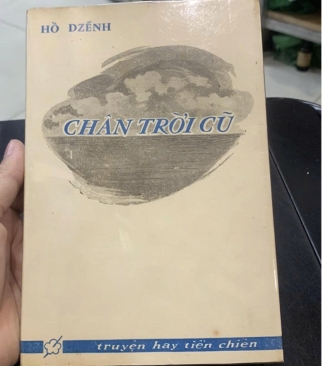 HỒ DZẾNH
CHÂN TRỜI CŨ
truyện hay tiền chiến